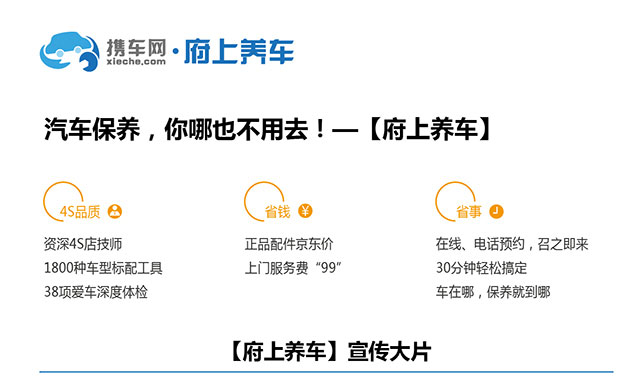 携车网·府上养车
xieche.com
汽车保养，你哪也不用去！—【府上养车】
4S品质
资深4S店技师
1800种车型标配工具
38项爱车深度体检
省钱
正品配件京东价
上门服务费“99”
省事
在线、电话预约，召之即来
30分钟轻松搞定
车在哪，保养就到哪
【府上养车】宣传大片